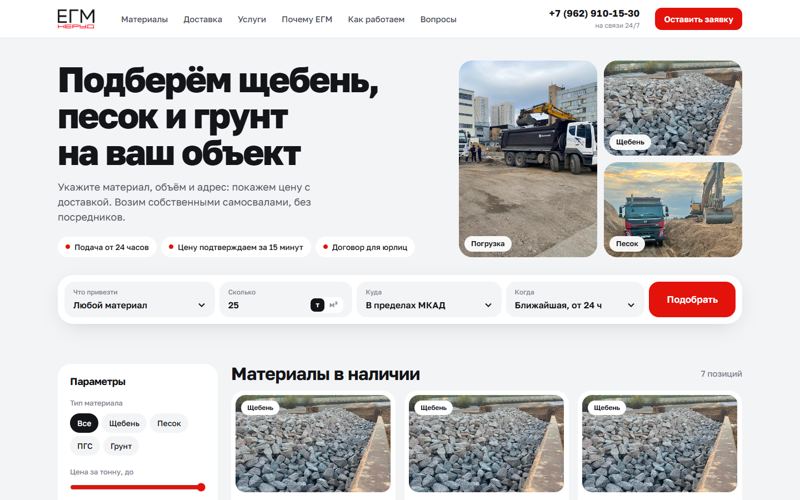 ЕГМ
НЕРУД
Материалы Доставка Услуги Почему ЕГМ Как работаем Вопросы
+7 (962) 910-15-30
на связи 24/7
Оставить заявку
Подберём щебень,
песок и грунт
на ваш объект
Укажите материал, объём и адрес: покажем цену с
доставкой. Возим собственными самосвалами, без
посредников.
Подача от 24 часов
Цену подтверждаем за 15 минут
Договор для юрлиц
Погрузка
Щебень
Песок
Что привезти
Любой материал
Сколько
25
т м³
Куда
В пределах МКАД
Когда
Ближайшая, от 24 ч
Подобрать
Параметры
Тип материала
Все Щебень Песок
ПГС Грунт
Цена за тонну, до
Материалы в наличии
7 позиций
Щебень
Щебень
Щебень